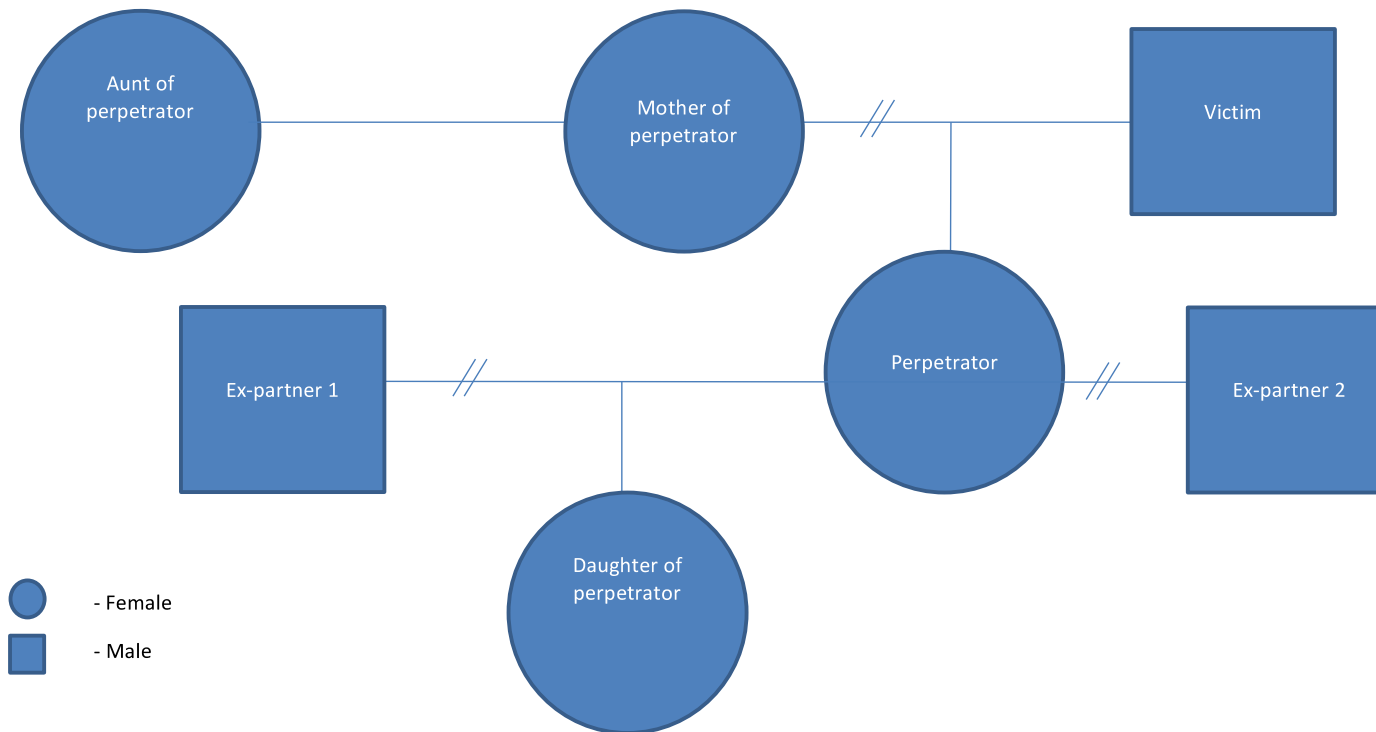 Aunt of
perpetrator
Mother of
perpetrator
Victim
Ex-partner 1
Perpetrator
Ex-partner 2
Daughter of
perpetrator
- Female
- Male